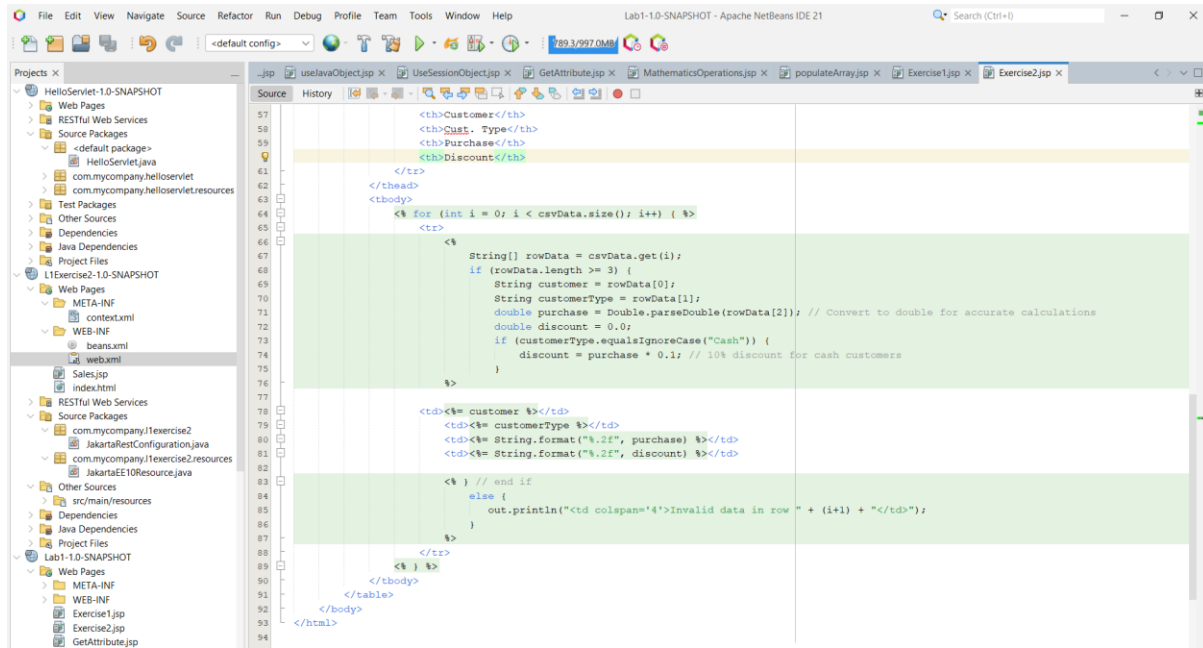 File Edit View Navigate Source Refactor Run Debug Profile Team Tools Window Help
Lab1-1.0-SNAPSHOT - Apache NetBeans IDE 21
Search (Ctrl+I)
<default config>
789.3/997.0MB
Projects
HelloServlet-1.0-SNAPSHOT
Web Pages
RESTful Web Services
Source Packages
<default package>
HelloServlet.java
com.mycompany.helloservlet
com.mycompany.helloservlet.resources
Test Packages
Other Sources
Dependencies
Java Dependencies
Project Files
L1Exercise2-1.0-SNAPSHOT
Web Pages
META-INF
context.xml
WEB-INF
beans.xml
web.xml
Sales.jsp
index.html
RESTful Web Services
Source Packages
com.mycompany.l1exercise2
JakartaRestConfiguration.java
com.mycompany.l1exercise2.resources
JakartaEE10Resource.java
Other Sources
src/main/resources
Dependencies
Java Dependencies
Project Files
Lab1-1.0-SNAPSHOT
Web Pages
META-INF
WEB-INF
Exercise1.jsp
Exercise2.jsp
GetAttribute.jsp
...jsp useJavaObject.jsp UseSessionObject.jsp GetAttribute.jsp MathematicsOperations.jsp populateArray.jsp Exercise1.jsp Exercise2.jsp
Source History
57 <th>Customer</th>
58 <th>Cust. Type</th>
59 <th>Purchase</th>
<th>Discount</th>
61 </tr>
62 </thead>
63 <tbody>
64 <% for (int i = 0; i < csvData.size(); i++) { %>
65 <tr>
66 <%
67 String[] rowData = csvData.get(i);
68 if (rowData.length >= 3) {
69 String customer = rowData[0];
70 String customerType = rowData[1];
71 double purchase = Double.parseDouble(rowData[2]); // Convert to double for accurate calculations
72 double discount = 0.0;
73 if (customerType.equalsIgnoreCase("Cash")) {
74 discount = purchase * 0.1; // 10% discount for cash customers
75 }
76 %>
77
78 <td><%= customer %></td>
79 <td><%= customerType %></td>
80 <td><%= String.format("%.2f", purchase) %></td>
81 <td><%= String.format("%.2f", discount) %></td>
82
83 <% } // end if
84 else {
85 out.println("<td colspan='4'>Invalid data in row " + (i+1) + "</td>");
86 }
87 %>
88 </tr>
89 <% } %>
90 </tbody>
91 </table>
92 </body>
93 </html>
94